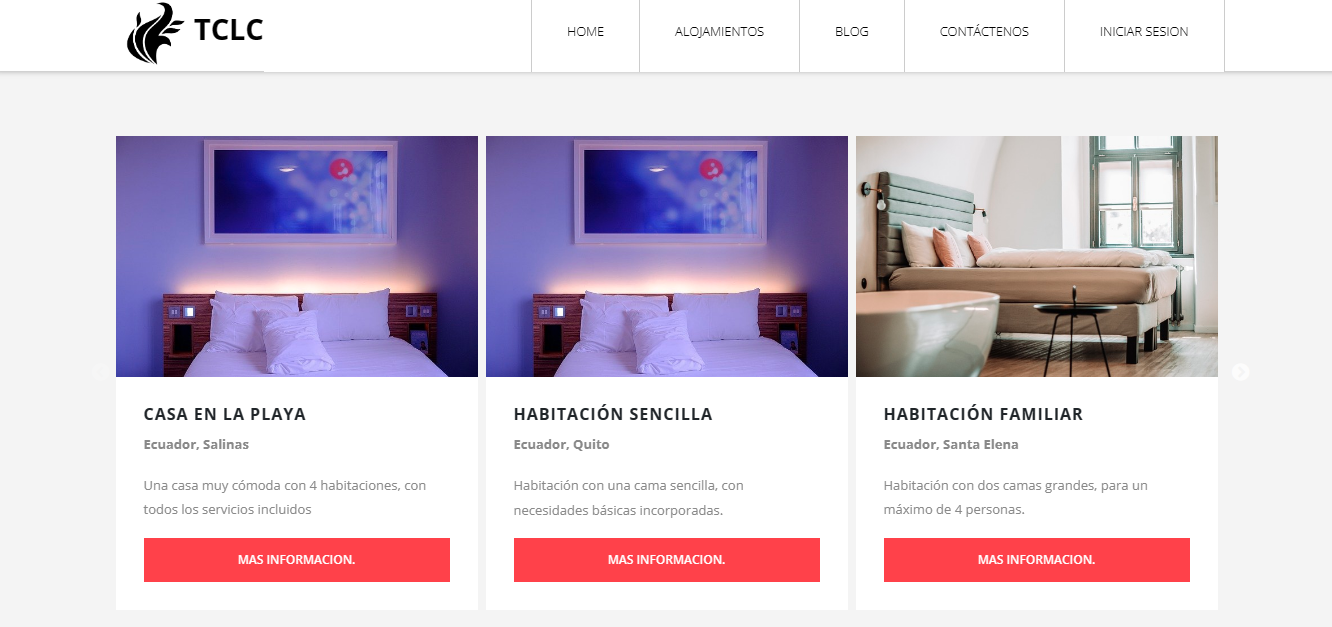 TCLC
HOME
ALOJAMIENTOS
BLOG
CONTÁCTENOS
INICIAR SESION
CASA EN LA PLAYA
Ecuador, Salinas
Una casa muy cómoda con 4 habitaciones, con
todos los servicios incluidos
MAS INFORMACION.
HABITACIÓN SENCILLA
Ecuador, Quito
Habitación con una cama sencilla, con
necesidades básicas incorporadas.
MAS INFORMACION.
HABITACIÓN FAMILIAR
Ecuador, Santa Elena
Habitación con dos camas grandes, para un
máximo de 4 personas.
MAS INFORMACION.